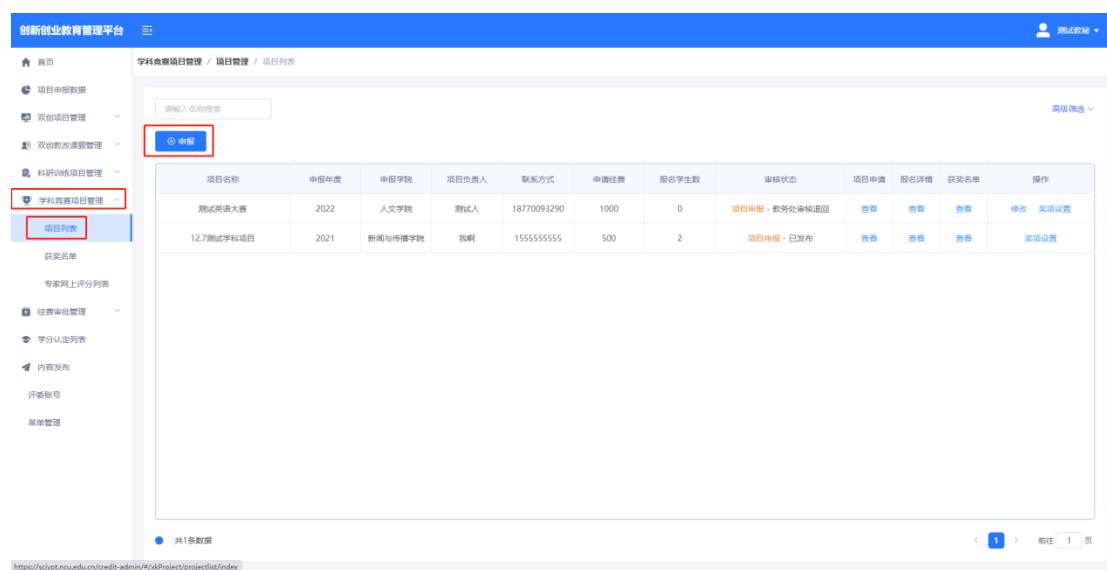 创新创业教育管理平台
测试教秘
首页
学科竞赛项目管理 / 项目管理 / 项目列表
项目申报数据
双创项目管理
双创教改课题管理
科研训练项目管理
学科竞赛项目管理
项目列表
获奖名单
专家网上评分列表
经费审批管理
学分认定列表
内容发布
评委账号
菜单管理
请输入名称搜索
高级筛选
申报
项目名称 申报年度 申报学院 项目负责人 联系方式 申请经费 报名学生数 审核状态 项目申请 报名详情 获奖名单 操作
测试英语大赛 2022 人文学院 测试人 18770093290 1000 0 项目申报 - 教务处审核退回 查看 查看 查看 修改 奖项设置
12.7测试学科项目 2021 新闻与传播学院 我啊 1555555555 500 2 项目申报 - 已发布 查看 查看 查看 奖项设置
共1条数据
1 前往 1 页
https://scjypt.ncu.edu.cn/credit-admin/#/xkProject/projectlist/index